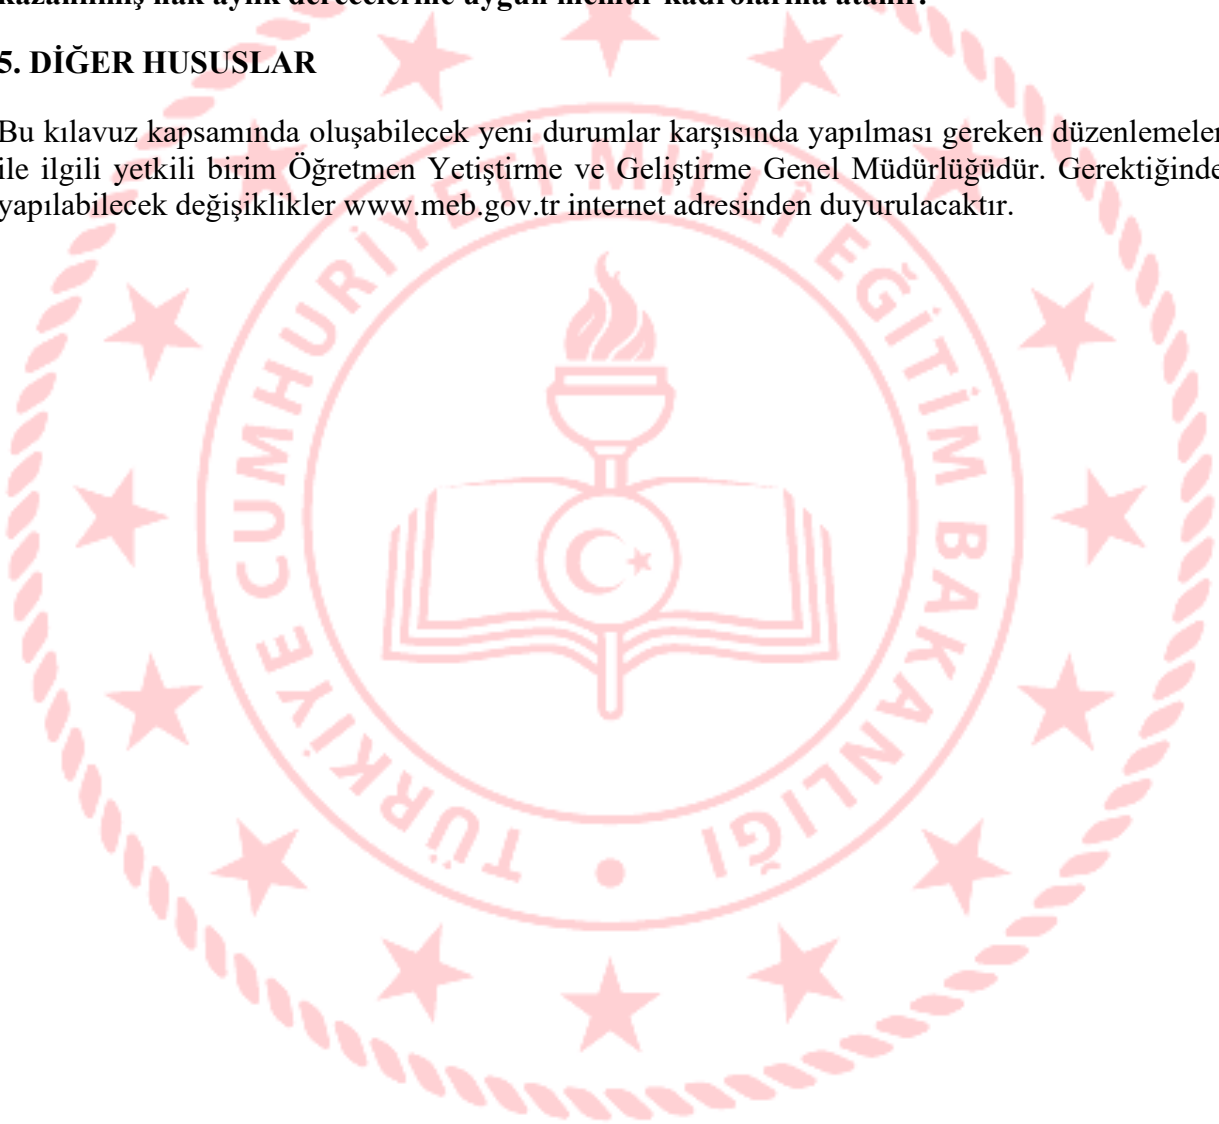 kazanılmış hak aylık derecelerine uygun memur kadrolarına atanır.
5. DİĞER HUSUSLAR
Bu kılavuz kapsamında oluşabilecek yeni durumlar karşısında yapılması gereken düzenlemeler
ile ilgili yetkili birim Öğretmen Yetiştirme ve Geliştirme Genel Müdürlüğüdür. Gerektiğinde
yapılabilecek değişiklikler www.meb.gov.tr internet adresinden duyurulacaktır.
TÜRKİYE CUMHURİYETİ MİLLÎ EĞİTİM BAKANLIĞI